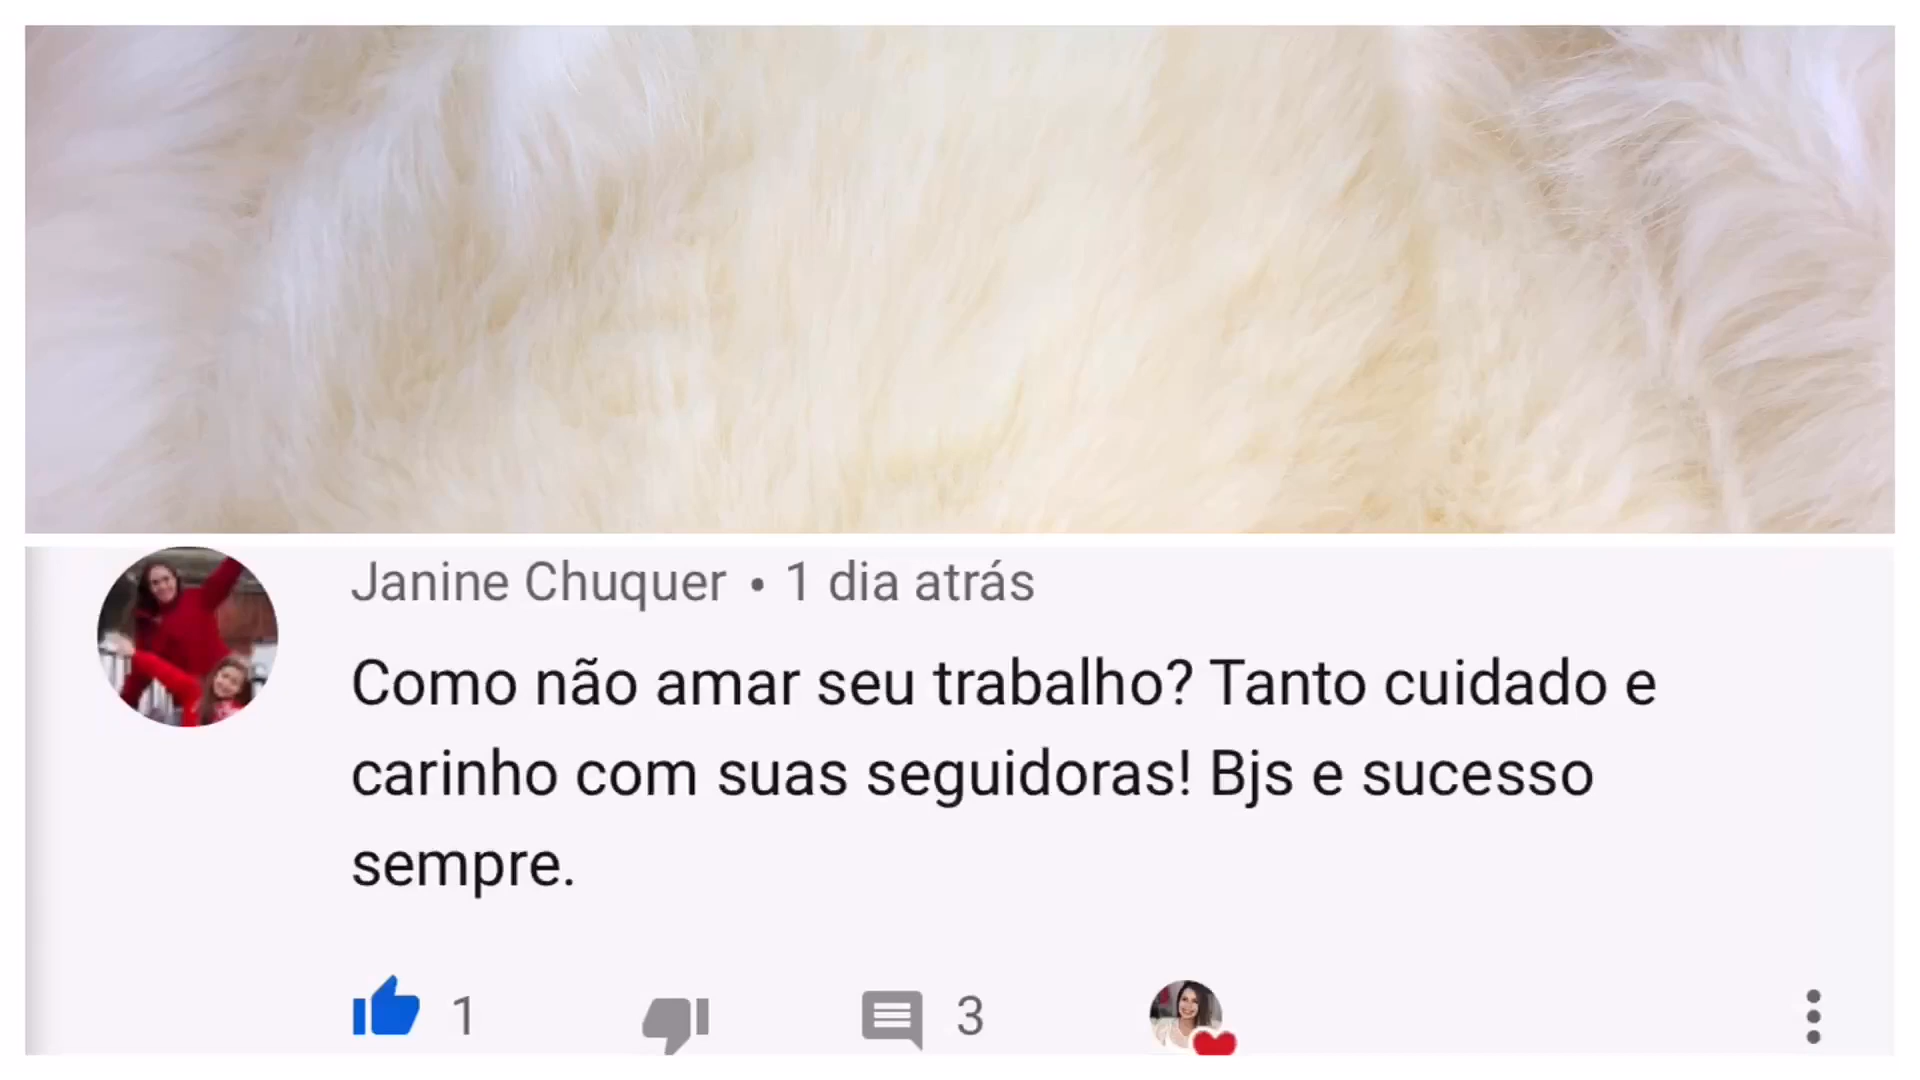 Janine Chuquer • 1 dia atrás
Como não amar seu trabalho? Tanto cuidado e
carinho com suas seguidoras! Bjs e sucesso
sempre.
1 3